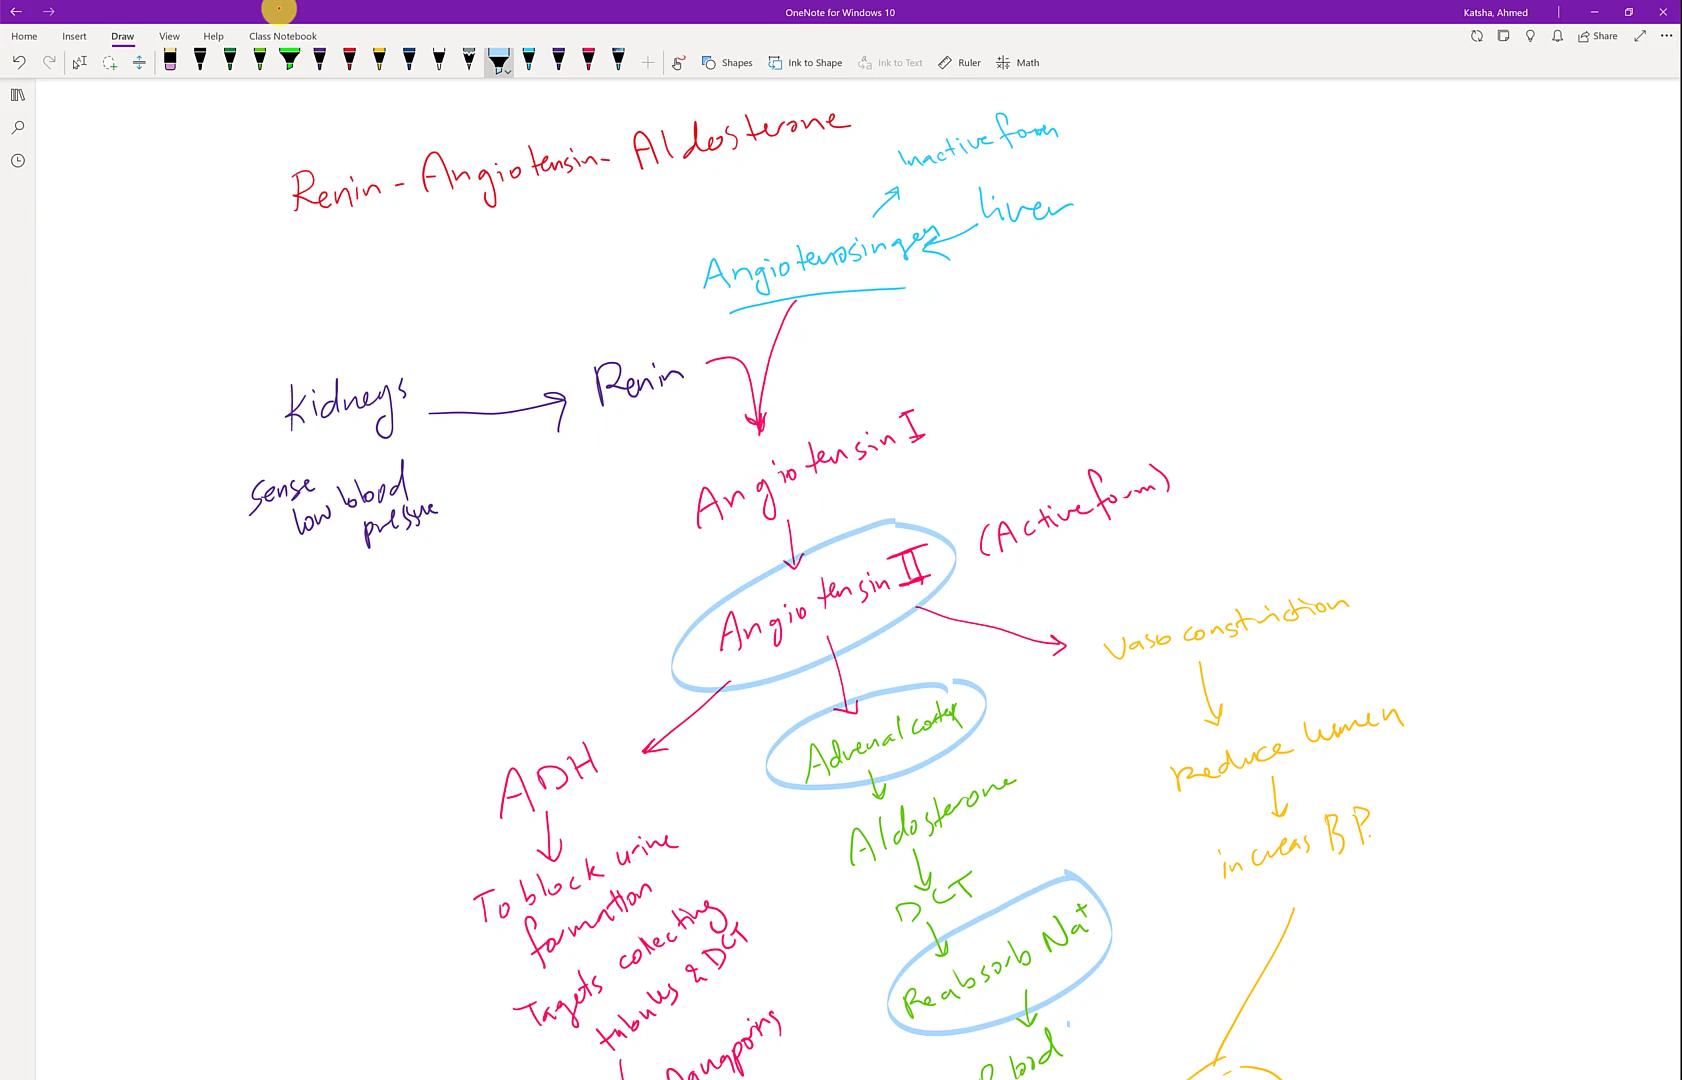 OneNote for Windows 10
Katsha, Ahmed
Home Insert Draw View Help Class Notebook
Share
Shapes Ink to Shape Ink to Text Ruler Math
Renin - Angiotensin - Aldosterone
Inactive form
Liver
Angiotensingen
Kidneys
Renin
sense
low blood
pressure
Angiotensin I
(Active form)
Angiotensin II
Vasoconstriction
Reduce lumen
increas B.P.
ADH
To block urine
formation
Targets collecting
tubules & DCT
Adrenal cortex
Aldosterone
DCT
Reabsorb Na+